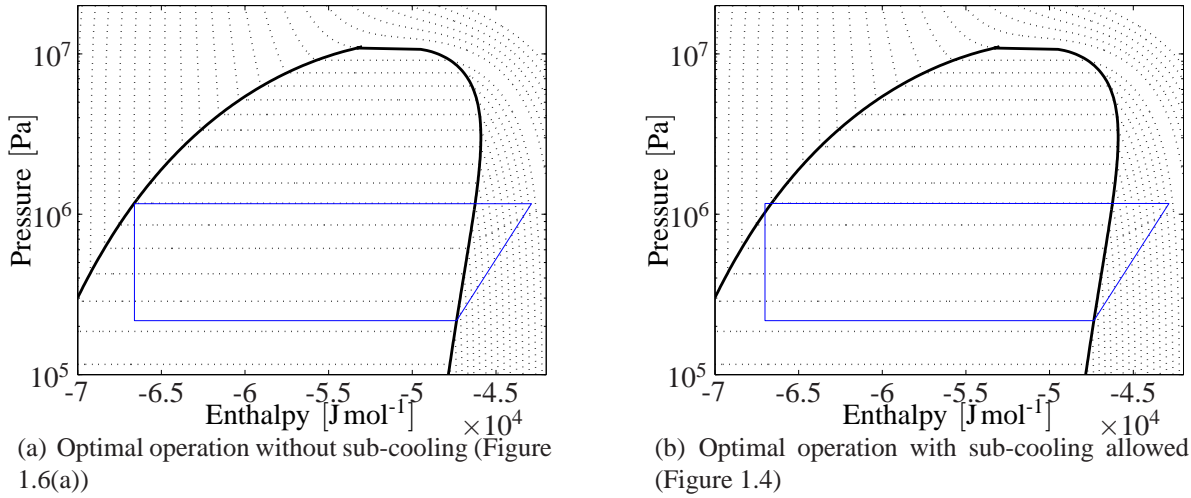 10^7
10^6
10^5
Pressure [Pa]
-7 -6.5 -6 -5.5 -5 -4.5
Enthalpy [J mol^-1]
×10^4
(a) Optimal operation without sub-cooling (Figure
1.6(a))
10^7
10^6
10^5
Pressure [Pa]
-7 -6.5 -6 -5.5 -5 -4.5
Enthalpy [J mol^-1]
×10^4
(b) Optimal operation with sub-cooling allowed
(Figure 1.4)